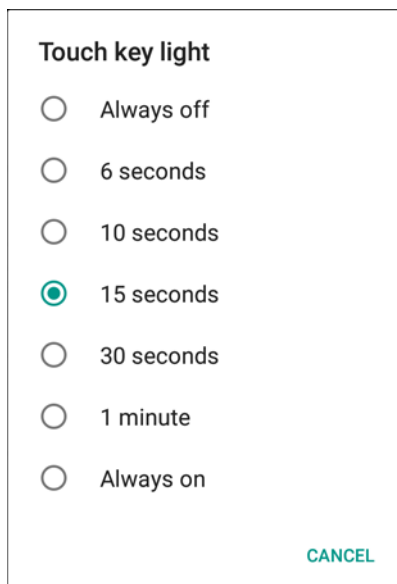 Touch key light
Always off
6 seconds
10 seconds
15 seconds
30 seconds
1 minute
Always on
CANCEL